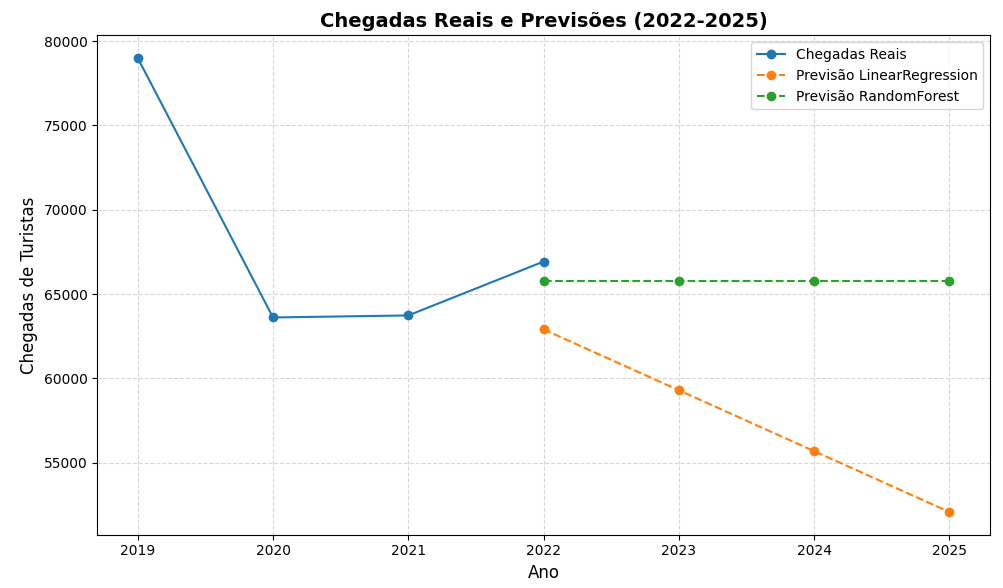 Chegadas Reais e Previsões (2022-2025)
Chegadas Reais
Previsão LinearRegression
Previsão RandomForest
Chegadas de Turistas
80000
75000
70000
65000
60000
55000
2019 2020 2021 2022 2023 2024 2025
Ano